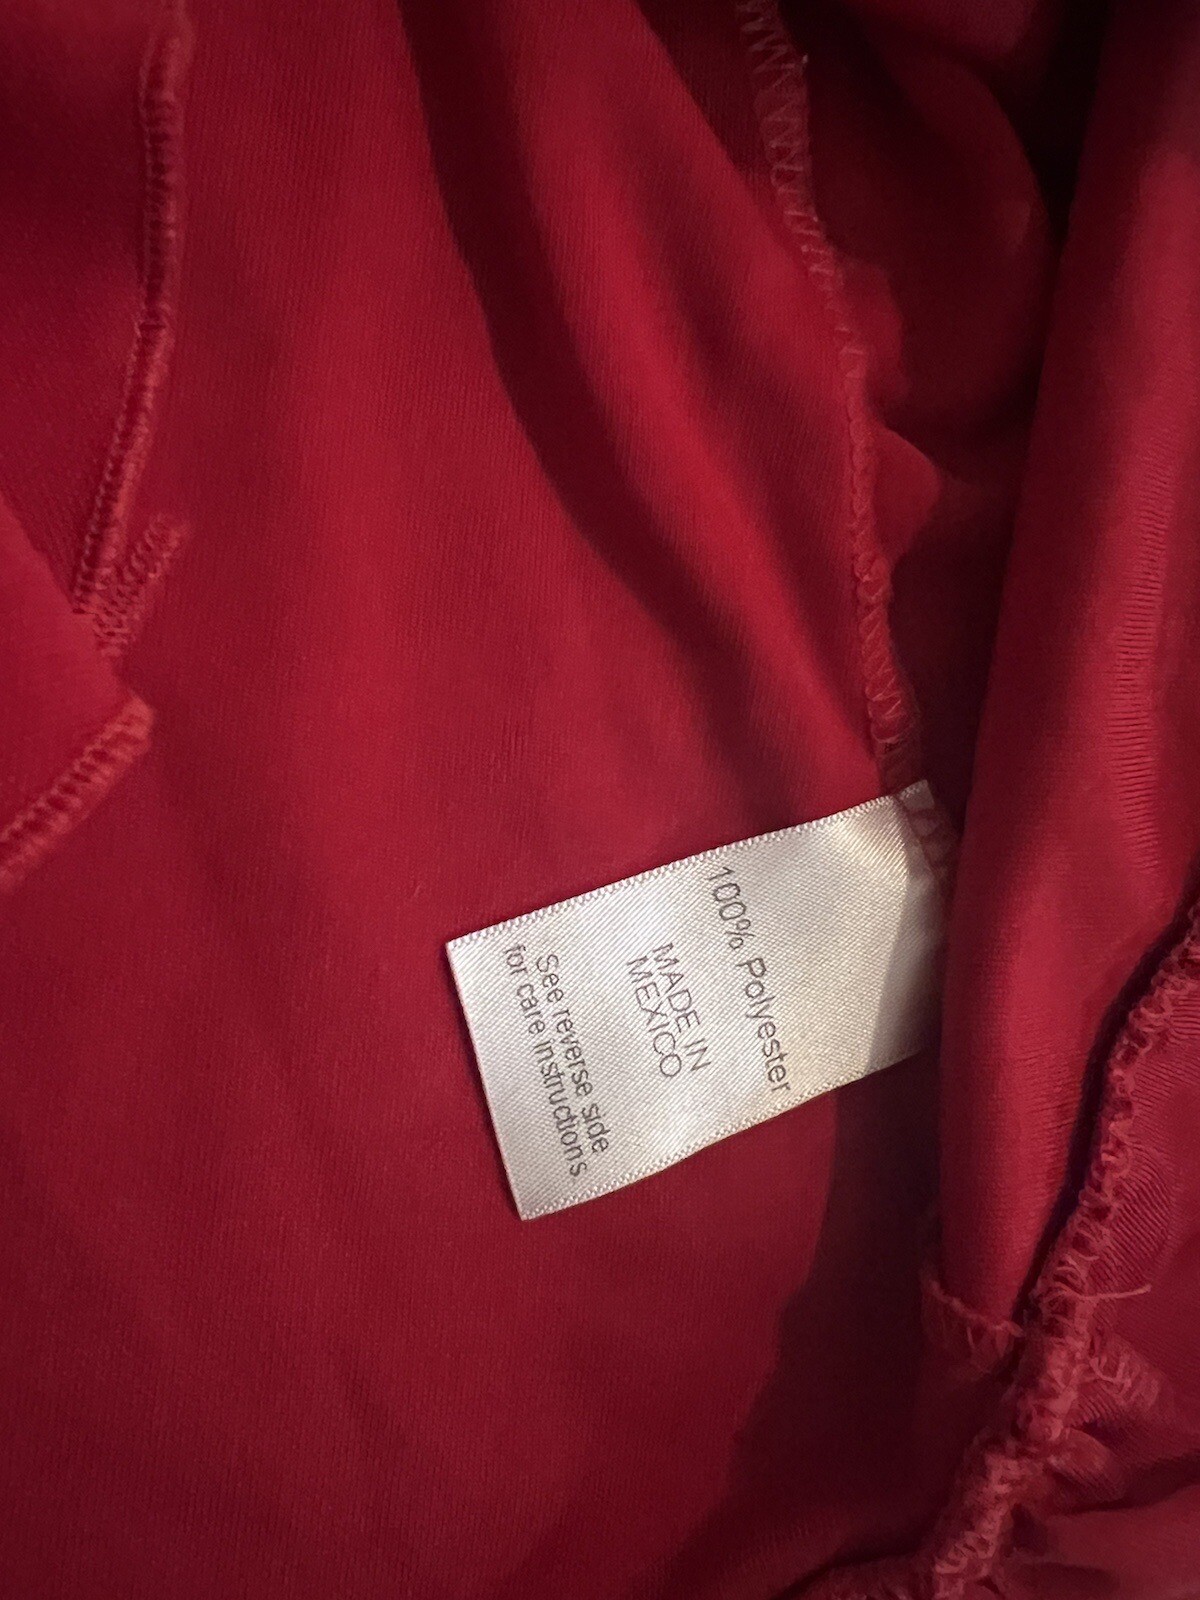 100% Polyester
MADE IN
MEXICO
See reverse side
for care instructions.